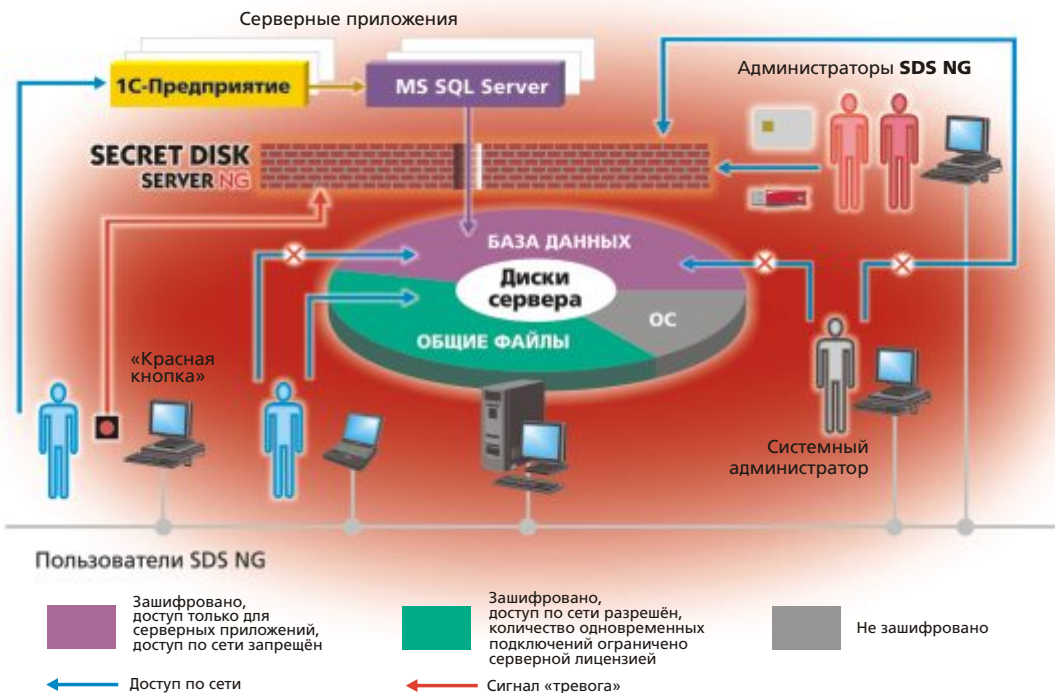 Серверные приложения
1С-Предприятие
MS SQL Server
Администраторы SDS NG
SECRET DISK
SERVER NG
БАЗА ДАННЫХ
Диски
сервера
ОС
ОБЩИЕ ФАЙЛЫ
«Красная
кнопка»
Системный
администратор
Пользователи SDS NG
Зашифровано,
доступ только для
серверных приложений,
доступ по сети запрещён
Зашифровано,
доступ по сети разрешён,
количество одновременных
подключений ограничено
серверной лицензией
Не зашифровано
Доступ по сети
Сигнал «тревога»